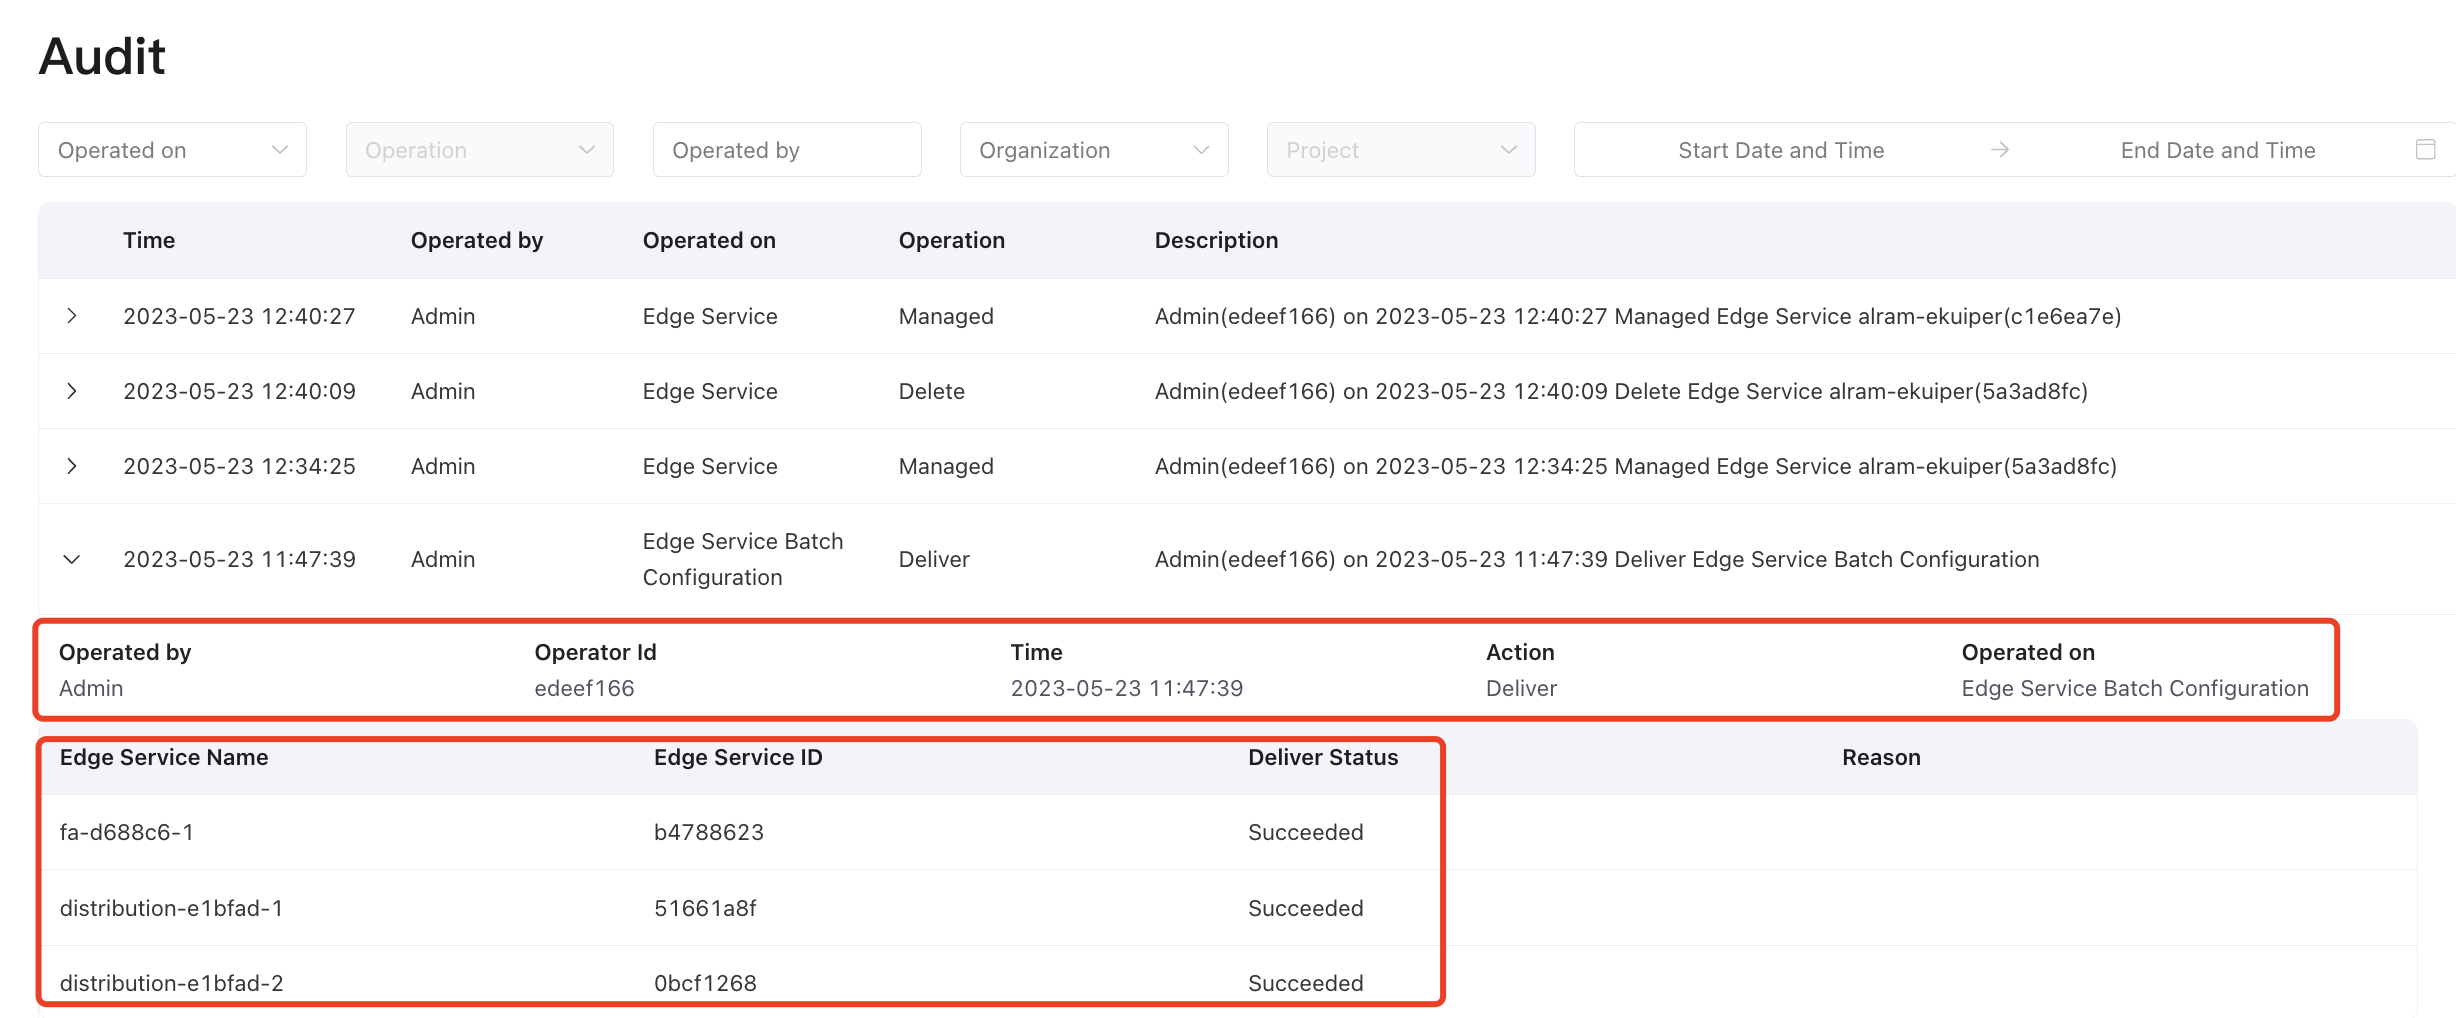 Audit
Operated on
Operation
Operated by
Organization
Project
Start Date and Time
End Date and Time
Time Operated by Operated on Operation Description
2023-05-23 12:40:27 Admin Edge Service Managed Admin(edeef166) on 2023-05-23 12:40:27 Managed Edge Service alram-ekuiper(c1e6ea7e)
2023-05-23 12:40:09 Admin Edge Service Delete Admin(edeef166) on 2023-05-23 12:40:09 Delete Edge Service alram-ekuiper(5a3ad8fc)
2023-05-23 12:34:25 Admin Edge Service Managed Admin(edeef166) on 2023-05-23 12:34:25 Managed Edge Service alram-ekuiper(5a3ad8fc)
2023-05-23 11:47:39 Admin Edge Service Batch
Configuration Deliver Admin(edeef166) on 2023-05-23 11:47:39 Deliver Edge Service Batch Configuration
Operated by Operator Id Time Action Operated on
Admin edeef166 2023-05-23 11:47:39 Deliver Edge Service Batch Configuration
Edge Service Name Edge Service ID Deliver Status Reason
fa-d688c6-1 b4788623 Succeeded
distribution-e1bfad-1 51661a8f Succeeded
distribution-e1bfad-2 0bcf1268 Succeeded